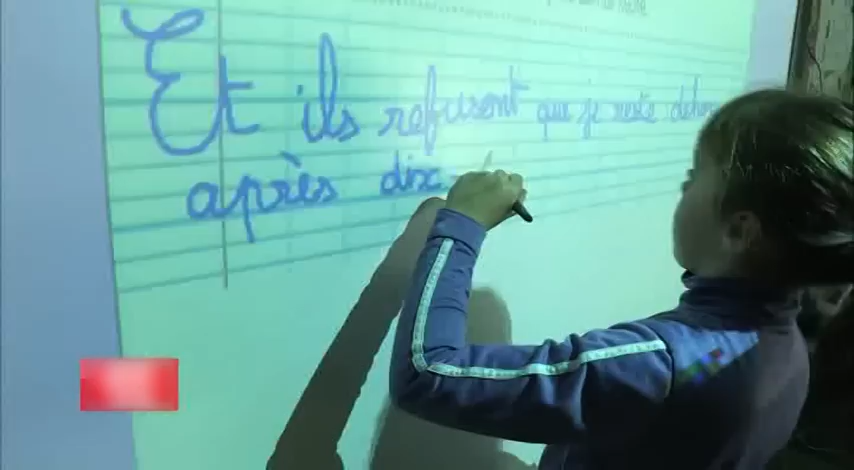 Et ils refusent que je reste dehors
après dix